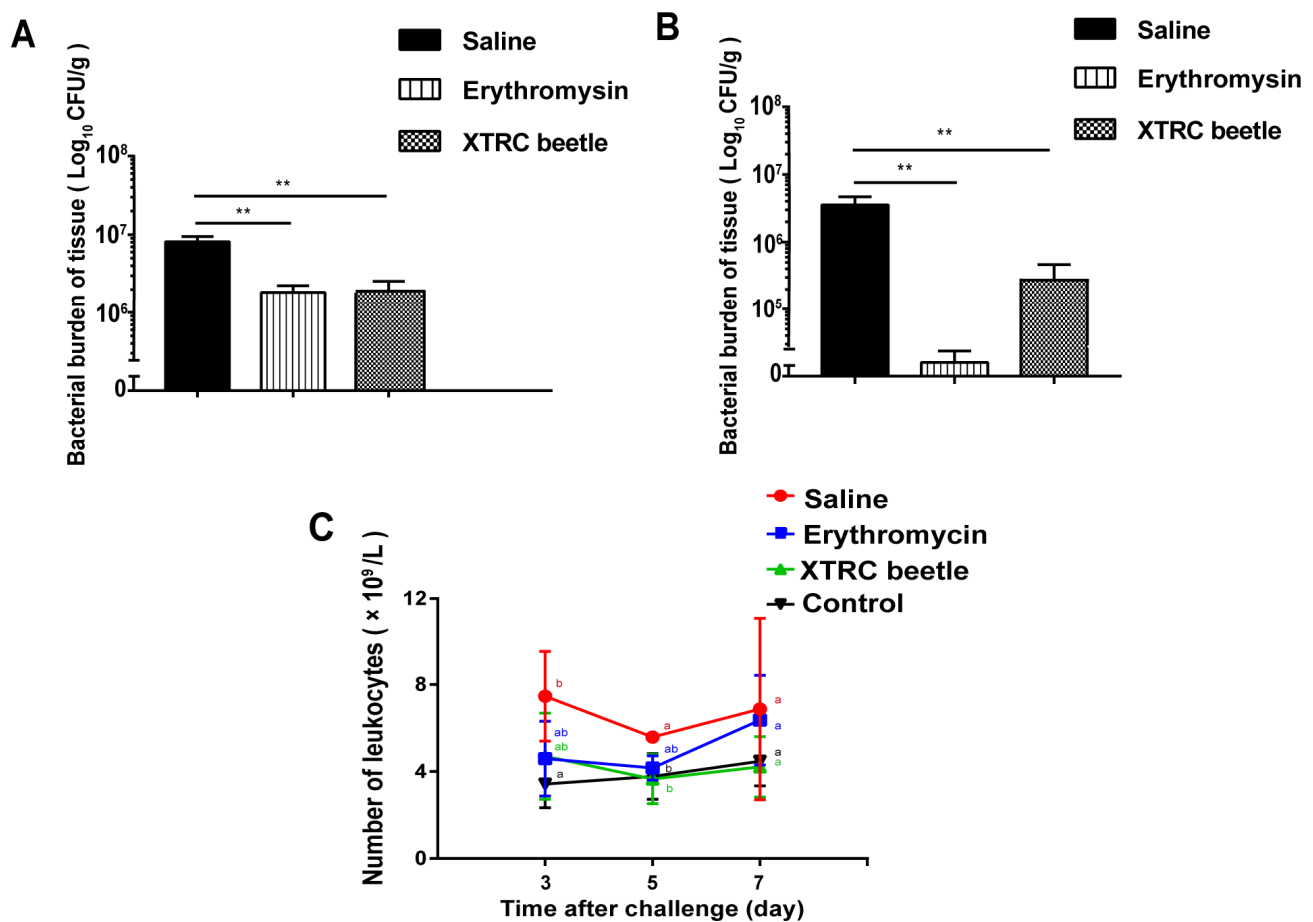 A
Bacterial burden of tissue ( Log10 CFU/g )
Saline
Erythromysin
XTRC beetle
10^8
10^7
10^6
0
**
**
B
Bacterial burden of tissue ( Log10 CFU/g )
Saline
Erythromysin
XTRC beetle
10^8
10^7
10^6
10^5
0
**
**
C
Number of leukocytes ( × 10^9 /L )
Saline
Erythromycin
XTRC beetle
Control
12
8
4
0
b
ab
ab
a
a
ab
b
b
a
a
a
a
3
5
7
Time after challenge (day)